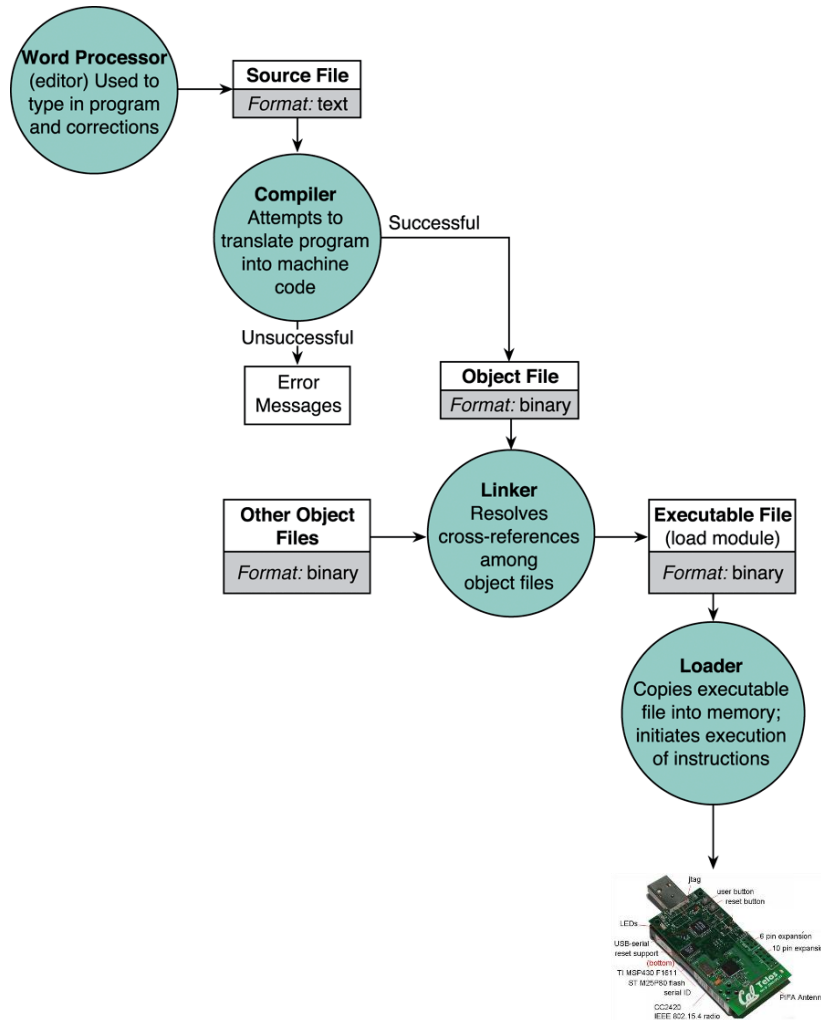 Word Processor
(editor) Used to
type in program
and corrections
Source File
Format: text
Compiler
Attempts to
translate program
into machine
code
Successful
Unsuccessful
Error
Messages
Object File
Format: binary
Other Object
Files
Format: binary
Linker
Resolves
cross-references
among
object files
Executable File
(load module)
Format: binary
Loader
Copies executable
file into memory;
initiates execution
of instructions
jtag
user button
reset button
LEDs
6 pin expansion
10 pin expansi
USB-serial
reset support
(bottom)
TI MSP430 F1611
ST M25P80 flash
serial ID
CC2420
IEEE 802.15.4 radio
PIFA Antenn
Cal Telos